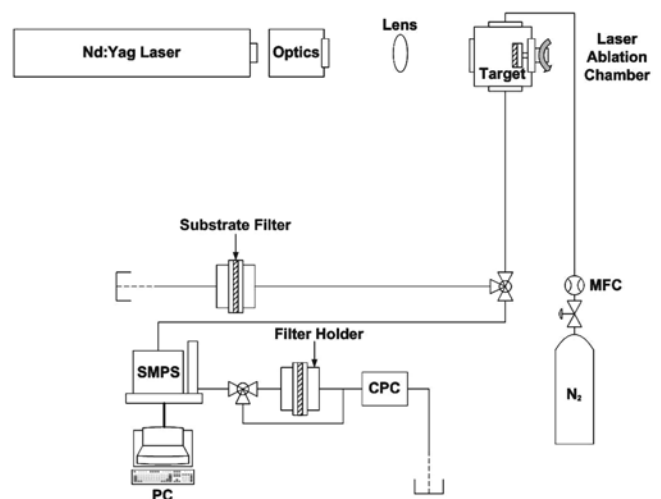 Nd:Yag Laser
Optics
Lens
Target
Laser
Ablation
Chamber
Substrate Filter
MFC
Filter Holder
SMPS
CPC
N₂
PC